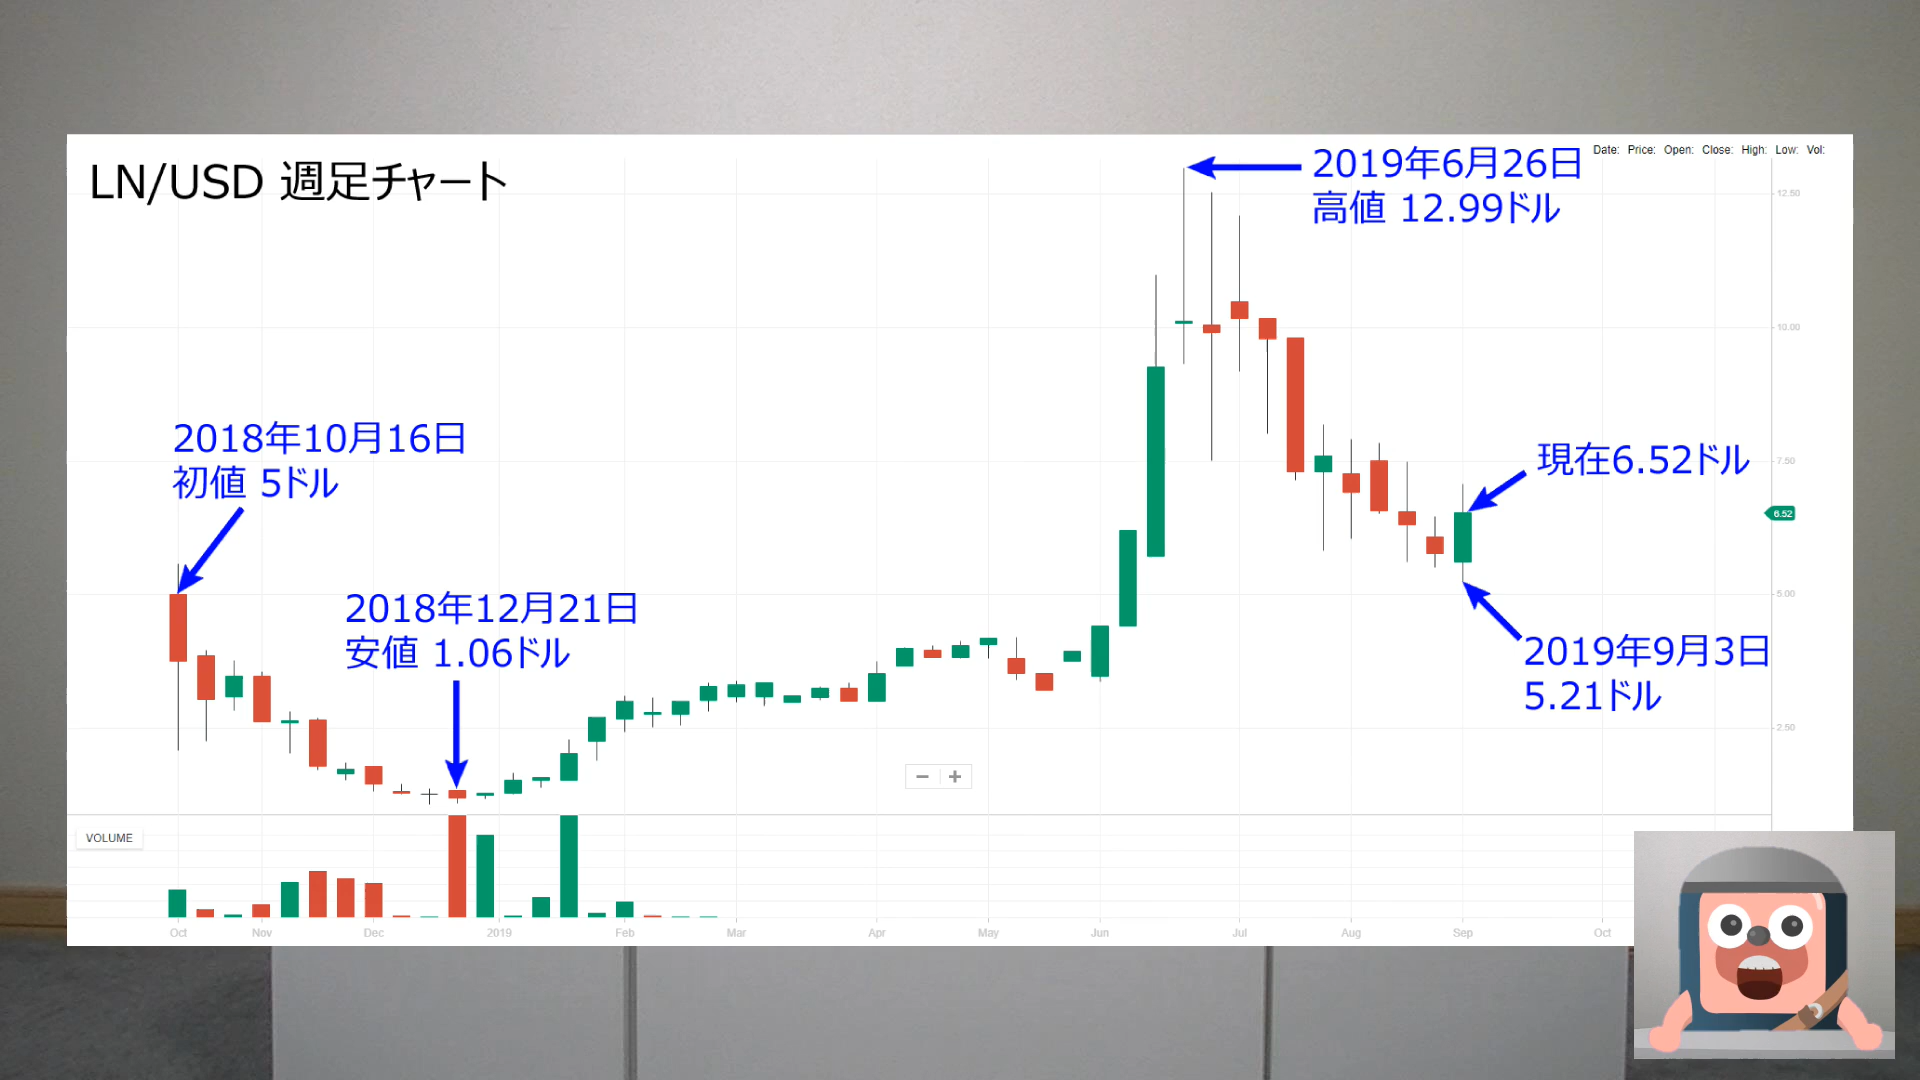 LN/USD 週足チャート
2019年6月26日
高値 12.99ドル
Date: Price: Open: Close: High: Low: Vol:
12.50
10.00
2018年10月16日
初値 5ドル
現在6.52ドル
7.50
6.52
2018年12月21日
安値 1.06ドル
5.00
2019年9月3日
5.21ドル
2.50
VOLUME
Oct Nov Dec 2019 Feb Mar Apr May Jun Jul Aug Sep Oct